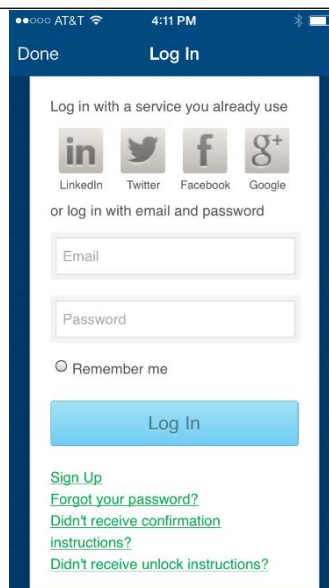 AT&T 4:11 PM
Done Log In
Log in with a service you already use
in f g+
LinkedIn Twitter Facebook Google
or log in with email and password
Email
Password
Remember me
Log In
Sign Up
Forgot your password?
Didn't receive confirmation
instructions?
Didn't receive unlock instructions?